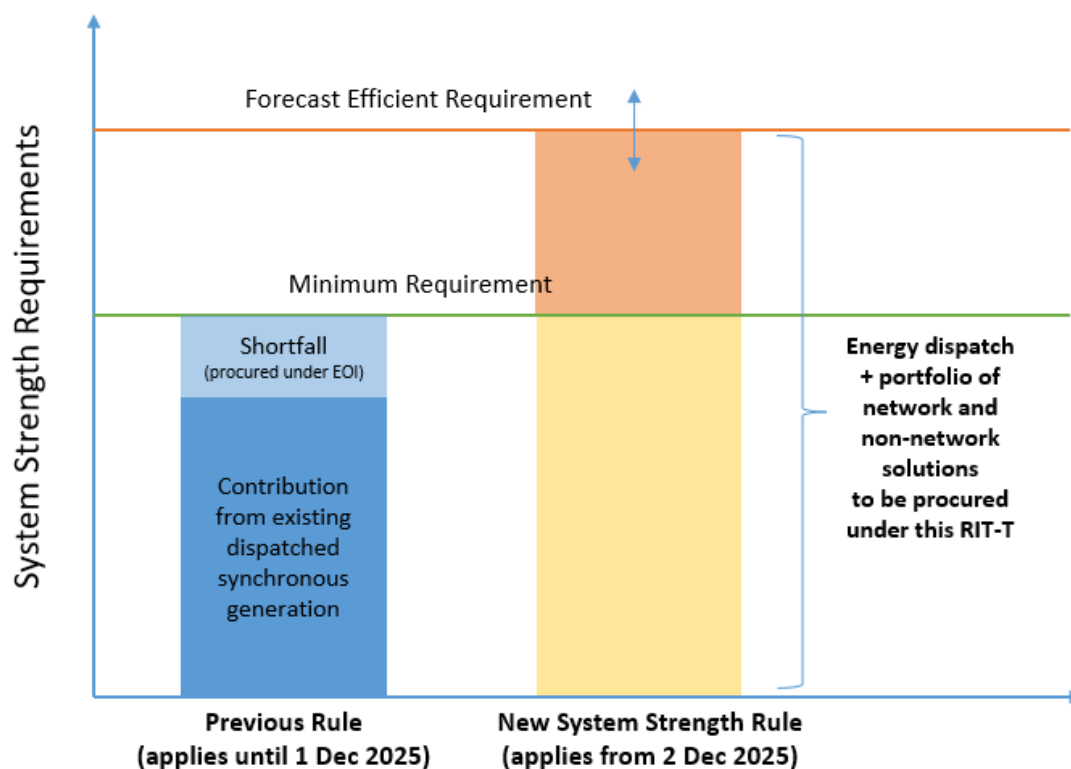 System Strength Requirements
Forecast Efficient Requirement
Minimum Requirement
Shortfall
(procured under EOI)
Contribution
from existing
dispatched
synchronous
generation
Energy dispatch
+ portfolio of
network and
non-network
solutions
to be procured
under this RIT-T
Previous Rule
(applies until 1 Dec 2025)
New System Strength Rule
(applies from 2 Dec 2025)